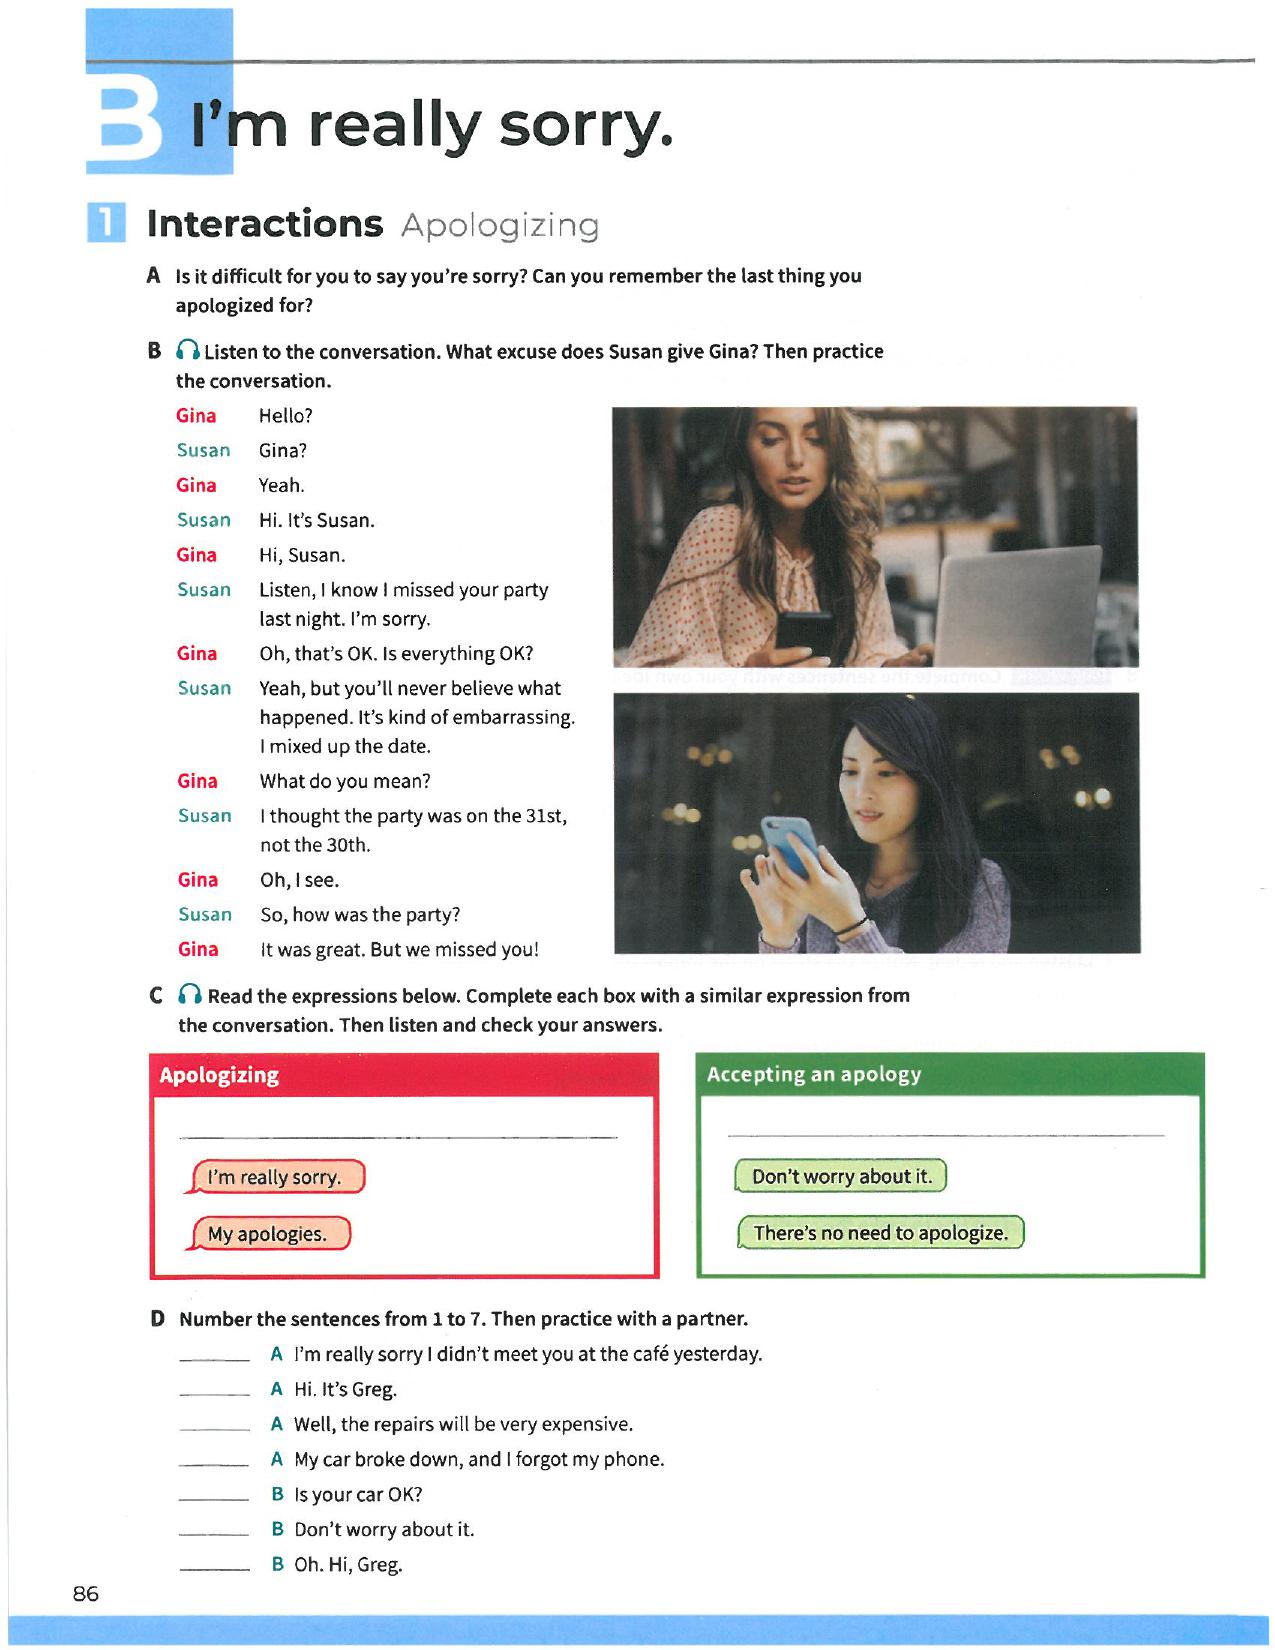 B I'm really sorry.
1 Interactions Apologizing
A Is it difficult for you to say you're sorry? Can you remember the last thing you
apologized for?
B Listen to the conversation. What excuse does Susan give Gina? Then practice
the conversation.
Gina Hello?
Susan Gina?
Gina Yeah.
Susan Hi. It's Susan.
Gina Hi, Susan.
Susan Listen, I know I missed your party
last night. I'm sorry.
Gina Oh, that's OK. Is everything OK?
Susan Yeah, but you'll never believe what
happened. It's kind of embarrassing.
I mixed up the date.
Gina What do you mean?
Susan I thought the party was on the 31st,
not the 30th.
Gina Oh, I see.
Susan So, how was the party?
Gina It was great. But we missed you!
C Read the expressions below. Complete each box with a similar expression from
the conversation. Then listen and check your answers.
Apologizing
I'm really sorry.
My apologies.
Accepting an apology
Don't worry about it.
There's no need to apologize.
D Number the sentences from 1 to 7. Then practice with a partner.
A I'm really sorry I didn't meet you at the café yesterday.
A Hi. It's Greg.
A Well, the repairs will be very expensive.
A My car broke down, and I forgot my phone.
B Is your car OK?
B Don't worry about it.
B Oh. Hi, Greg.
86